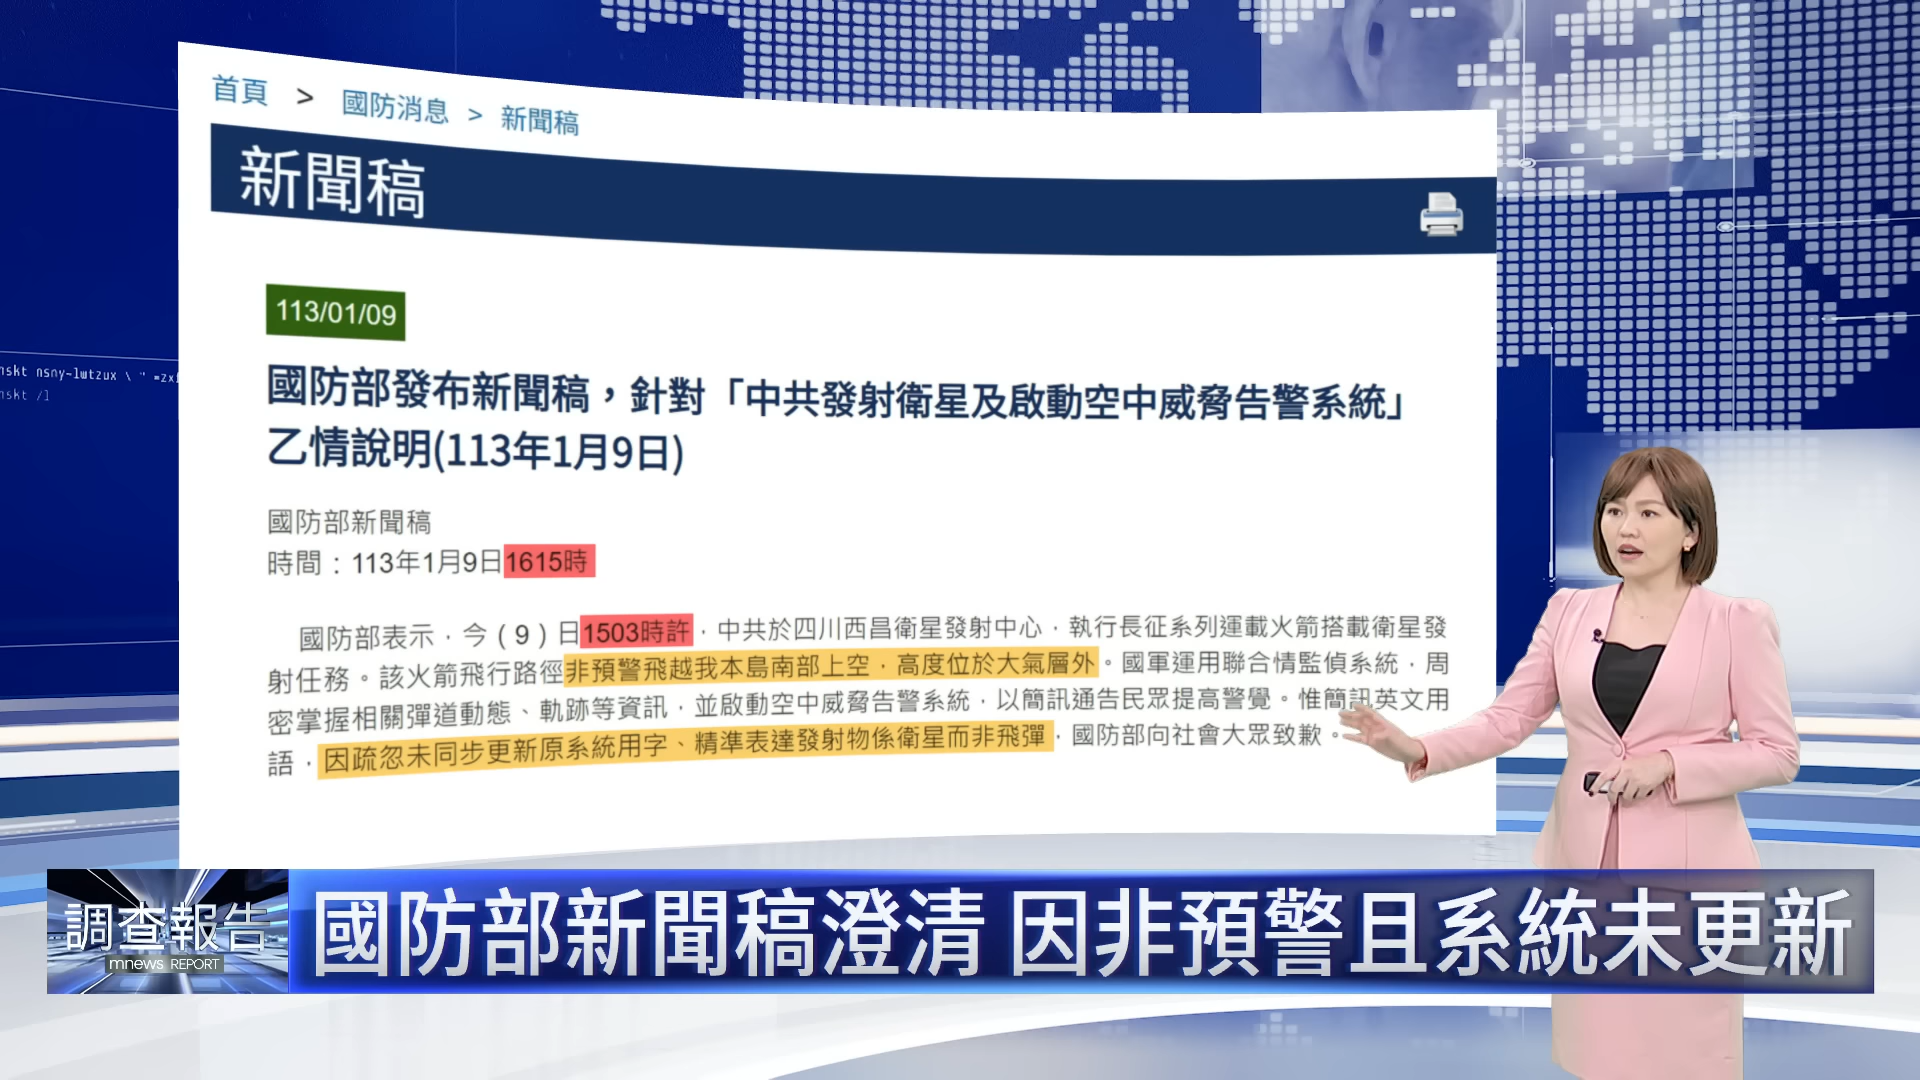 首頁 > 國防消息 > 新聞稿
新聞稿
113/01/09
國防部發布新聞稿，針對「中共發射衛星及啟動空中威脅告警系統」
乙情說明(113年1月9日)
國防部新聞稿
時間：113年1月9日1615時
國防部表示，今（9）日1503時許，中共於四川西昌衛星發射中心，執行長征系列運載火箭搭載衛星發
射任務。該火箭飛行路徑非預警飛越我本島南部上空，高度位於大氣層外。國軍運用聯合情監偵系統，周
密掌握相關彈道動態、軌跡等資訊，並啟動空中威脅告警系統，以簡訊通告民眾提高警覺。惟簡訊英文用
語，因疏忽未同步更新原系統用字、精準表達發射物係衛星而非飛彈，國防部向社會大眾致歉。
nskt nsny-lwtzux \ " =zx
nskt /]
調查報告
mnews REPORT
國防部新聞稿澄清 因非預警且系統未更新